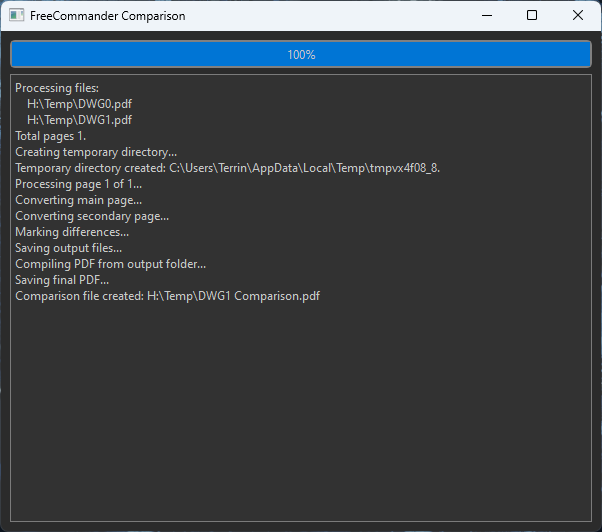 FreeCommander Comparison
100%
Processing files:
H:\Temp\DWG0.pdf
H:\Temp\DWG1.pdf
Total pages 1.
Creating temporary directory...
Temporary directory created: C:\Users\Terrin\AppData\Local\Temp\tmpvx4f08_8.
Processing page 1 of 1...
Converting main page...
Converting secondary page...
Marking differences...
Saving output files...
Compiling PDF from output folder...
Saving final PDF...
Comparison file created: H:\Temp\DWG1 Comparison.pdf